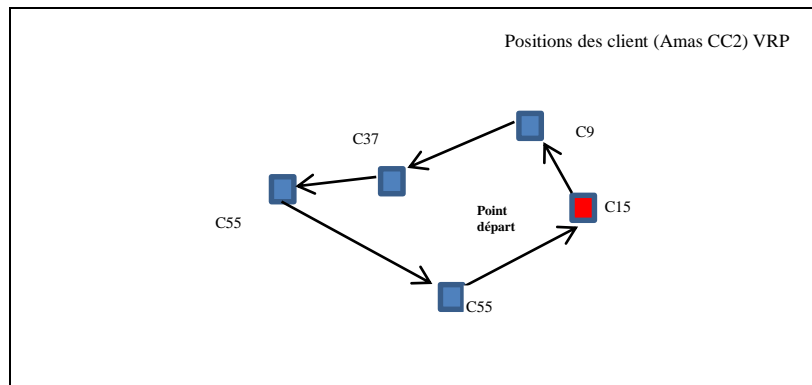 Positions des client (Amas CC2) VRP
C9
C37
C15
Point
départ
C55
C55